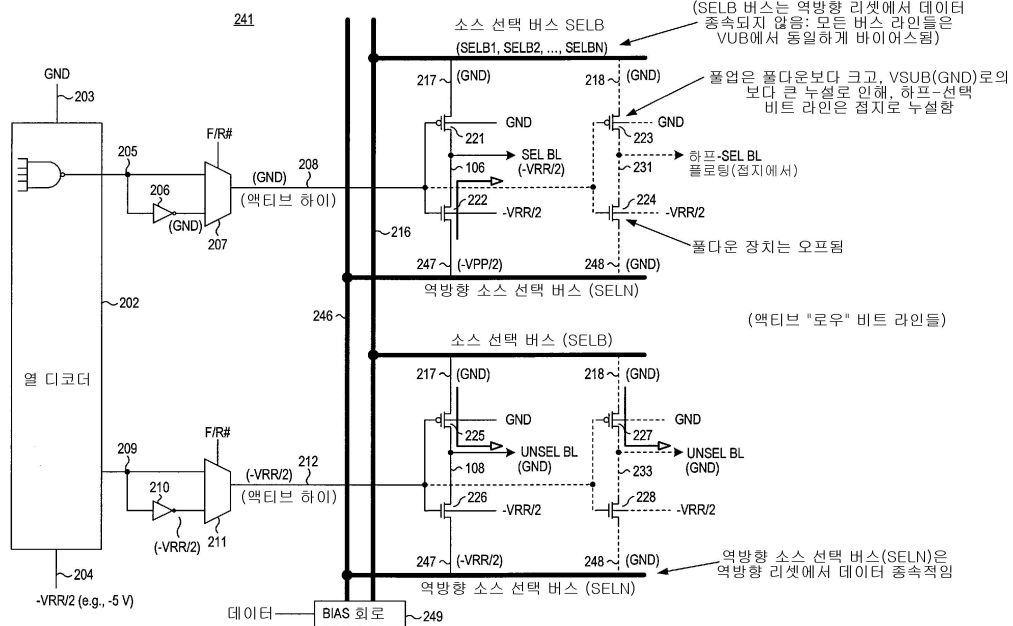 241
소스 선택 버스 SELB
(SELB1, SELB2, ..., SELBN)
(SELB 버스는 역방향 리셋에서 데이터
종속되지 않음: 모든 버스 라인들은
VUB에서 동일하게 바이어스됨)
GND
203
217
(GND)
218
(GND)
풀업은 풀다운보다 크고, VSUB(GND)로의
보다 큰 누설로 인해, 하프-선택
비트 라인은 접지로 누설함
F/R#
GND
221
GND
223
205
206
(GND)
207
(GND)
208
(액티브 하이)
SEL BL
(-VRR/2)
106
하프-SEL BL
플로팅(접지에서)
231
222
-VRR/2
224
-VRR/2
216
풀다운 장치는 오프됨
247
(-VPP/2)
248
(GND)
역방향 소스 선택 버스 (SELN)
202
246
(액티브 "로우" 비트 라인들)
소스 선택 버스 (SELB)
열 디코더
217
(GND)
218
(GND)
F/R#
GND
225
GND
227
209
210
(-VRR/2)
211
(-VRR/2)
212
(액티브 하이)
UNSEL BL
(GND)
108
UNSEL BL
(GND)
233
226
-VRR/2
228
-VRR/2
247
(-VRR/2)
248
(GND)
역방향 소스 선택 버스(SELN)은
역방향 리셋에서 데이터 종속적임
204
역방향 소스 선택 버스 (SELN)
-VRR/2 (e.g., -5 V)
데이터
BIAS 회로
249